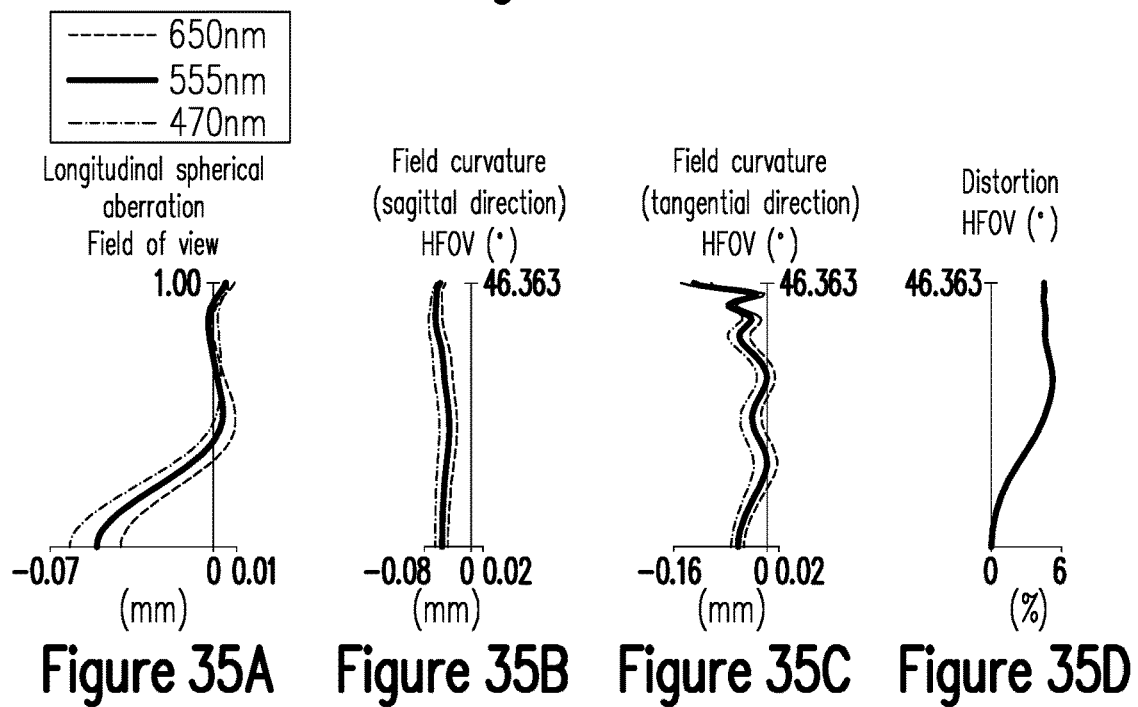 650nm
555nm
470nm
Longitudinal spherical
aberration
Field of view
1.00
-0.07 0 0.01
(mm)
Figure 35A
Field curvature
(sagittal direction)
HFOV (°)
46.363
-0.08 0 0.02
(mm)
Figure 35B
Field curvature
(tangential direction)
HFOV (°)
46.363
-0.16 0 0.02
(mm)
Figure 35C
Distortion
HFOV (°)
46.363
0 6
(%)
Figure 35D